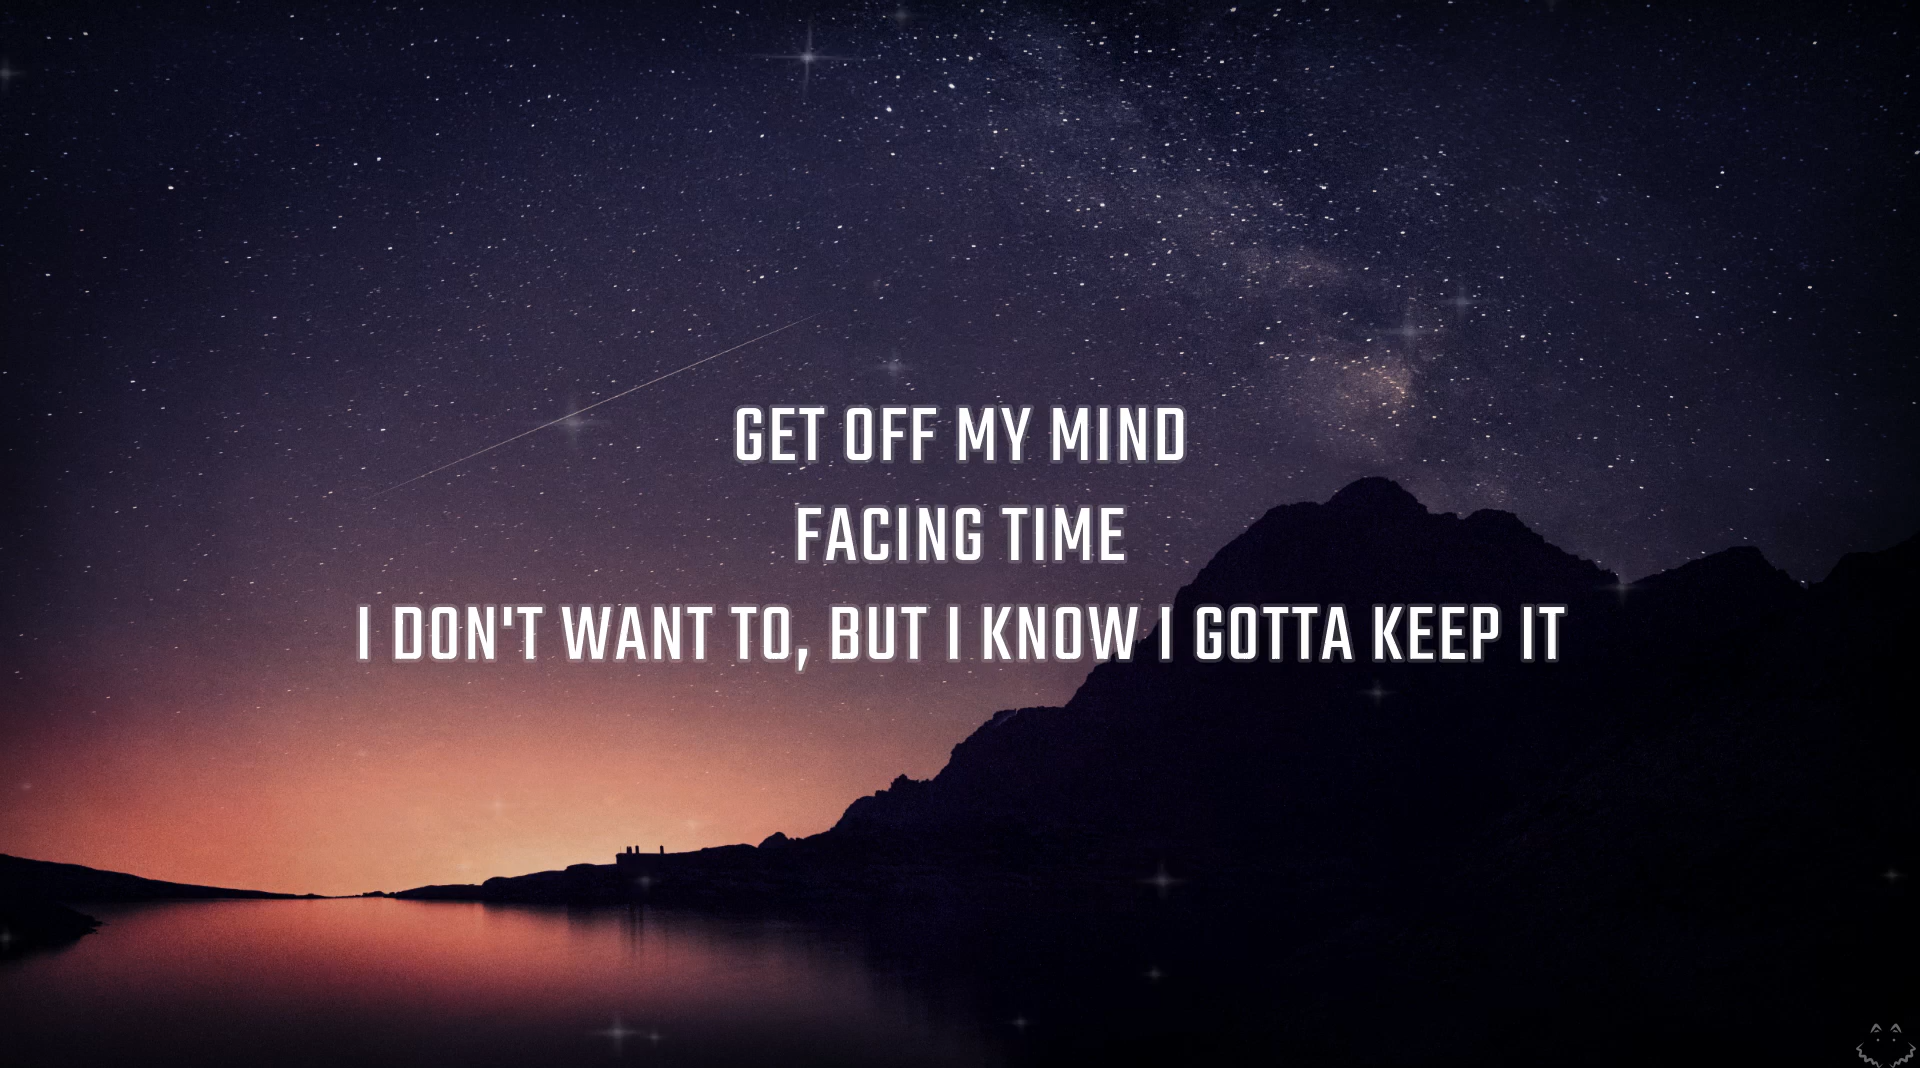 GET OFF MY MIND
FACING TIME
I DON'T WANT TO, BUT I KNOW I GOTTA KEEP IT